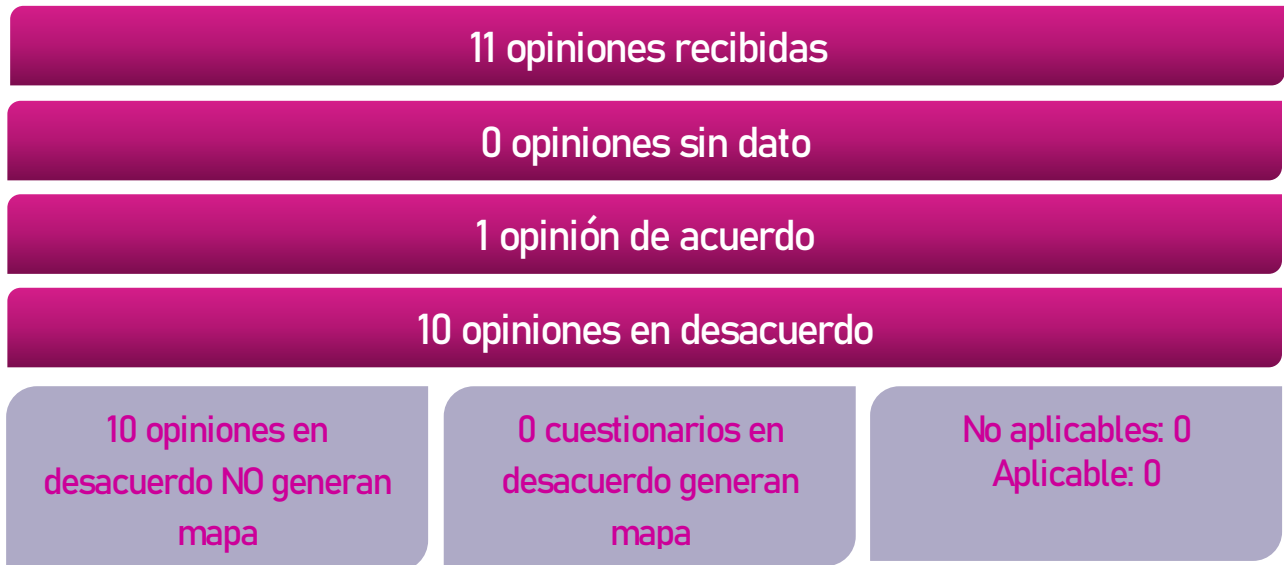 11 opiniones recibidas
0 opiniones sin dato
1 opinión de acuerdo
10 opiniones en desacuerdo
10 opiniones en
desacuerdo NO generan
mapa
0 cuestionarios en
desacuerdo generan
mapa
No aplicables: 0
Aplicable: 0